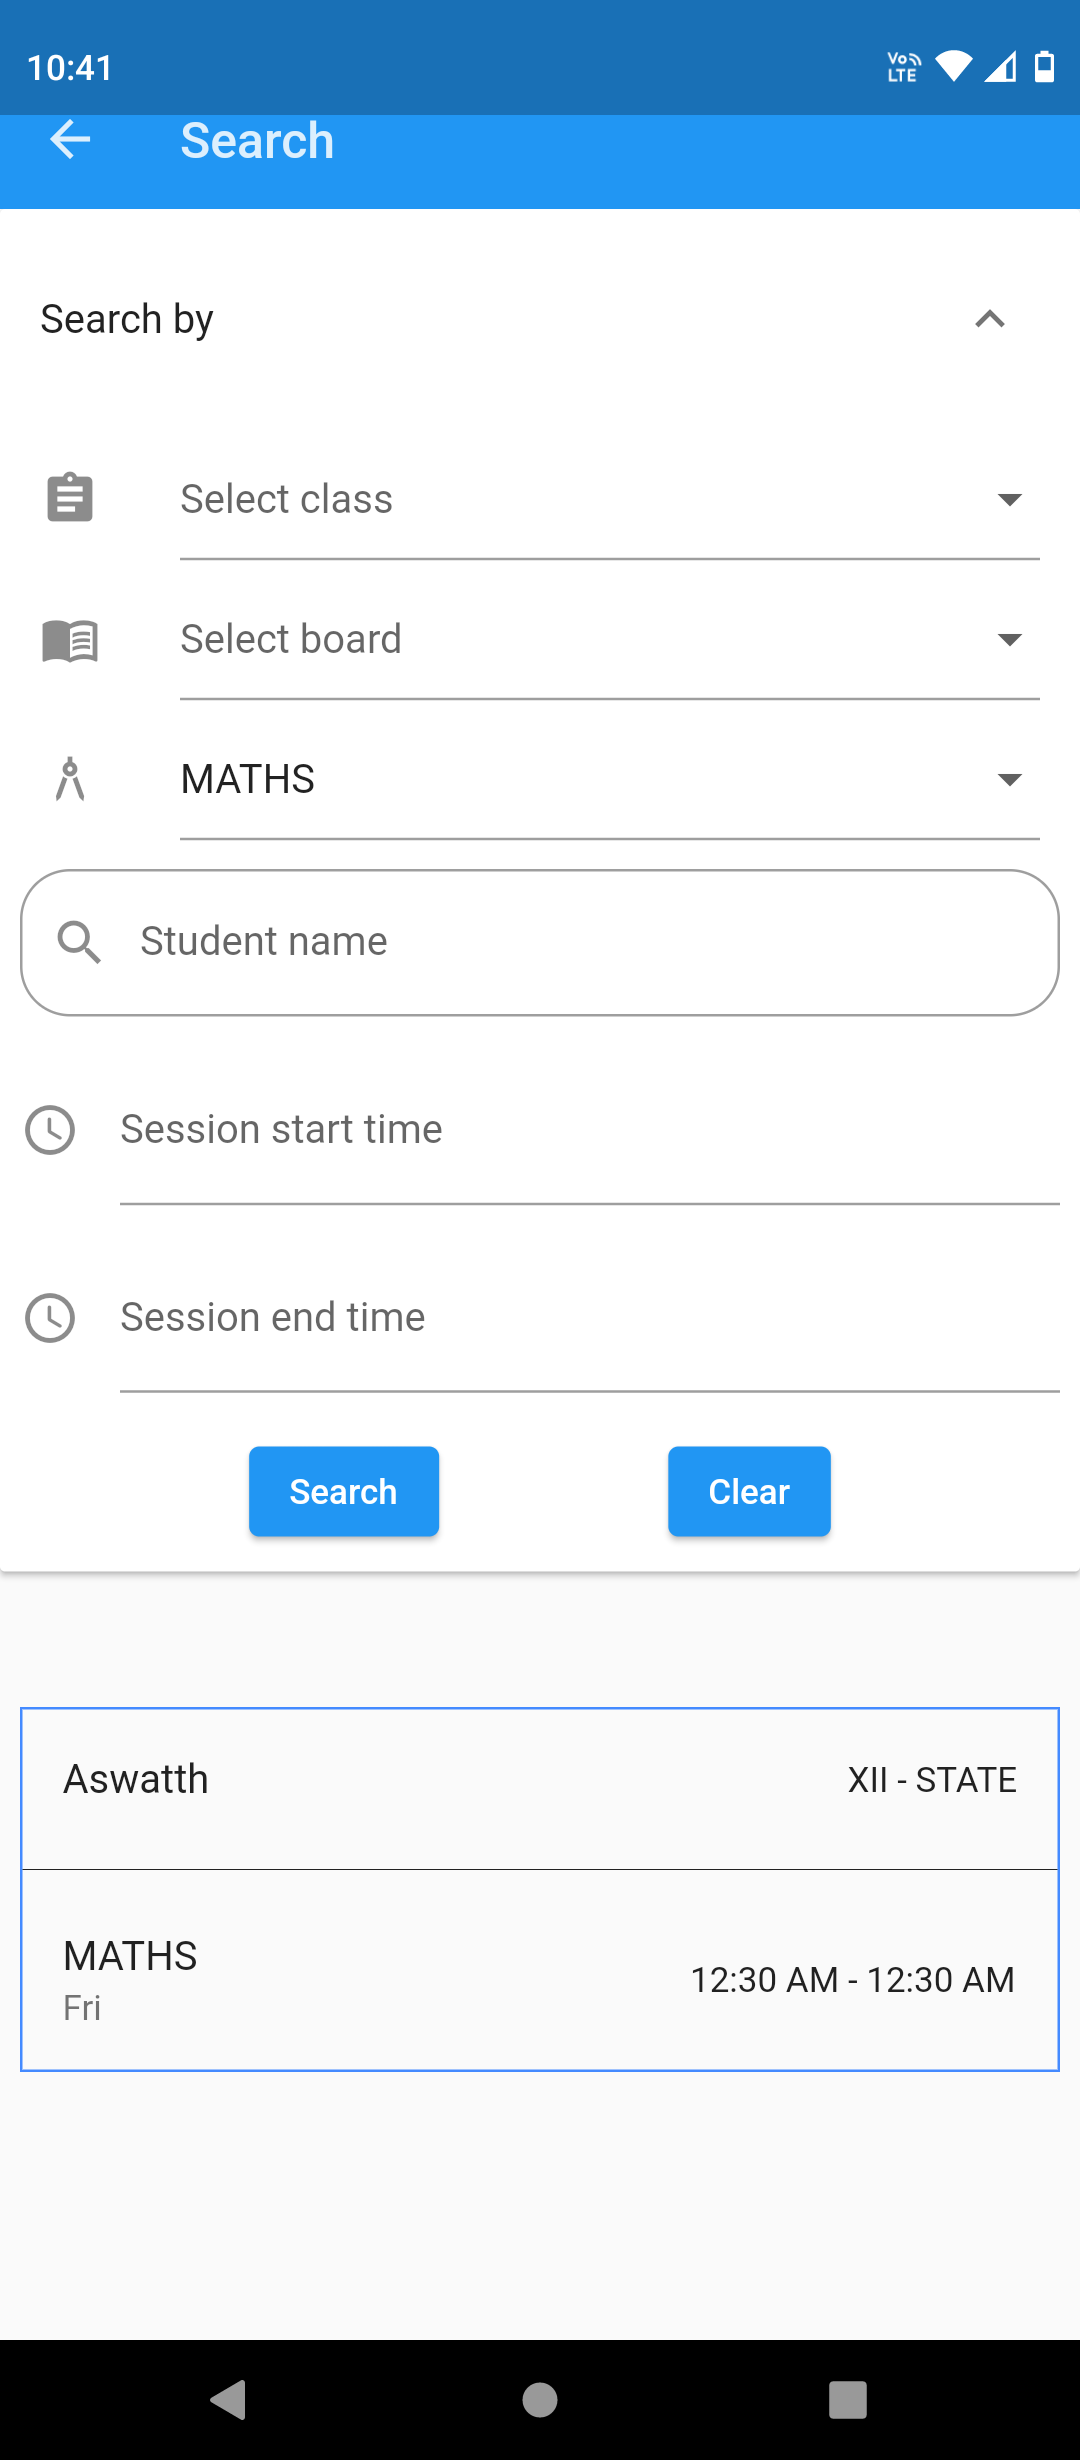 10:41
Vo LTE
Search
Search by
Select class
Select board
MATHS
Student name
Session start time
Session end time
Search Clear
Aswatth XII - STATE
MATHS
Fri
12:30 AM - 12:30 AM